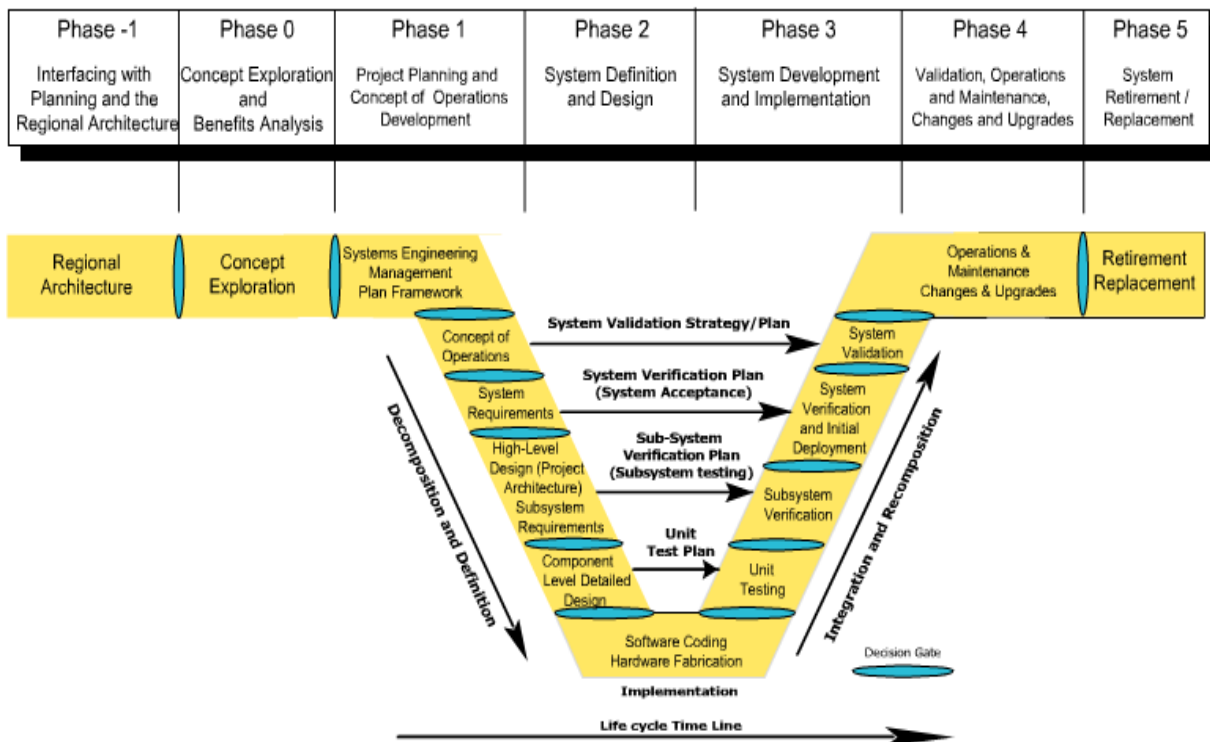 Phase -1
Interfacing with
Planning and the
Regional Architecture
Phase 0
Concept Exploration
and
Benefits Analysis
Phase 1
Project Planning and
Concept of Operations
Development
Phase 2
System Definition
and Design
Phase 3
System Development
and Implementation
Phase 4
Validation, Operations
and Maintenance,
Changes and Upgrades
Phase 5
System
Retirement /
Replacement
Regional
Architecture
Concept
Exploration
Systems Engineering
Management
Plan Framework
Operations &
Maintenance
Changes & Upgrades
Retirement
Replacement
Concept of
Operations
System Validation Strategy/Plan
System
Validation
System
Requirements
System Verification Plan
(System Acceptance)
System
Verification
and Initial
Deployment
High-Level
Design (Project
Architecture)
Subsystem
Requirements
Sub-System
Verification Plan
(Subsystem testing)
Subsystem
Verification
Component
Level Detailed
Design
Unit
Test Plan
Unit
Testing
Software Coding
Hardware Fabrication
Decomposition and Definition
Integration and Recomposition
Decision Gate
Implementation
Life cycle Time Line